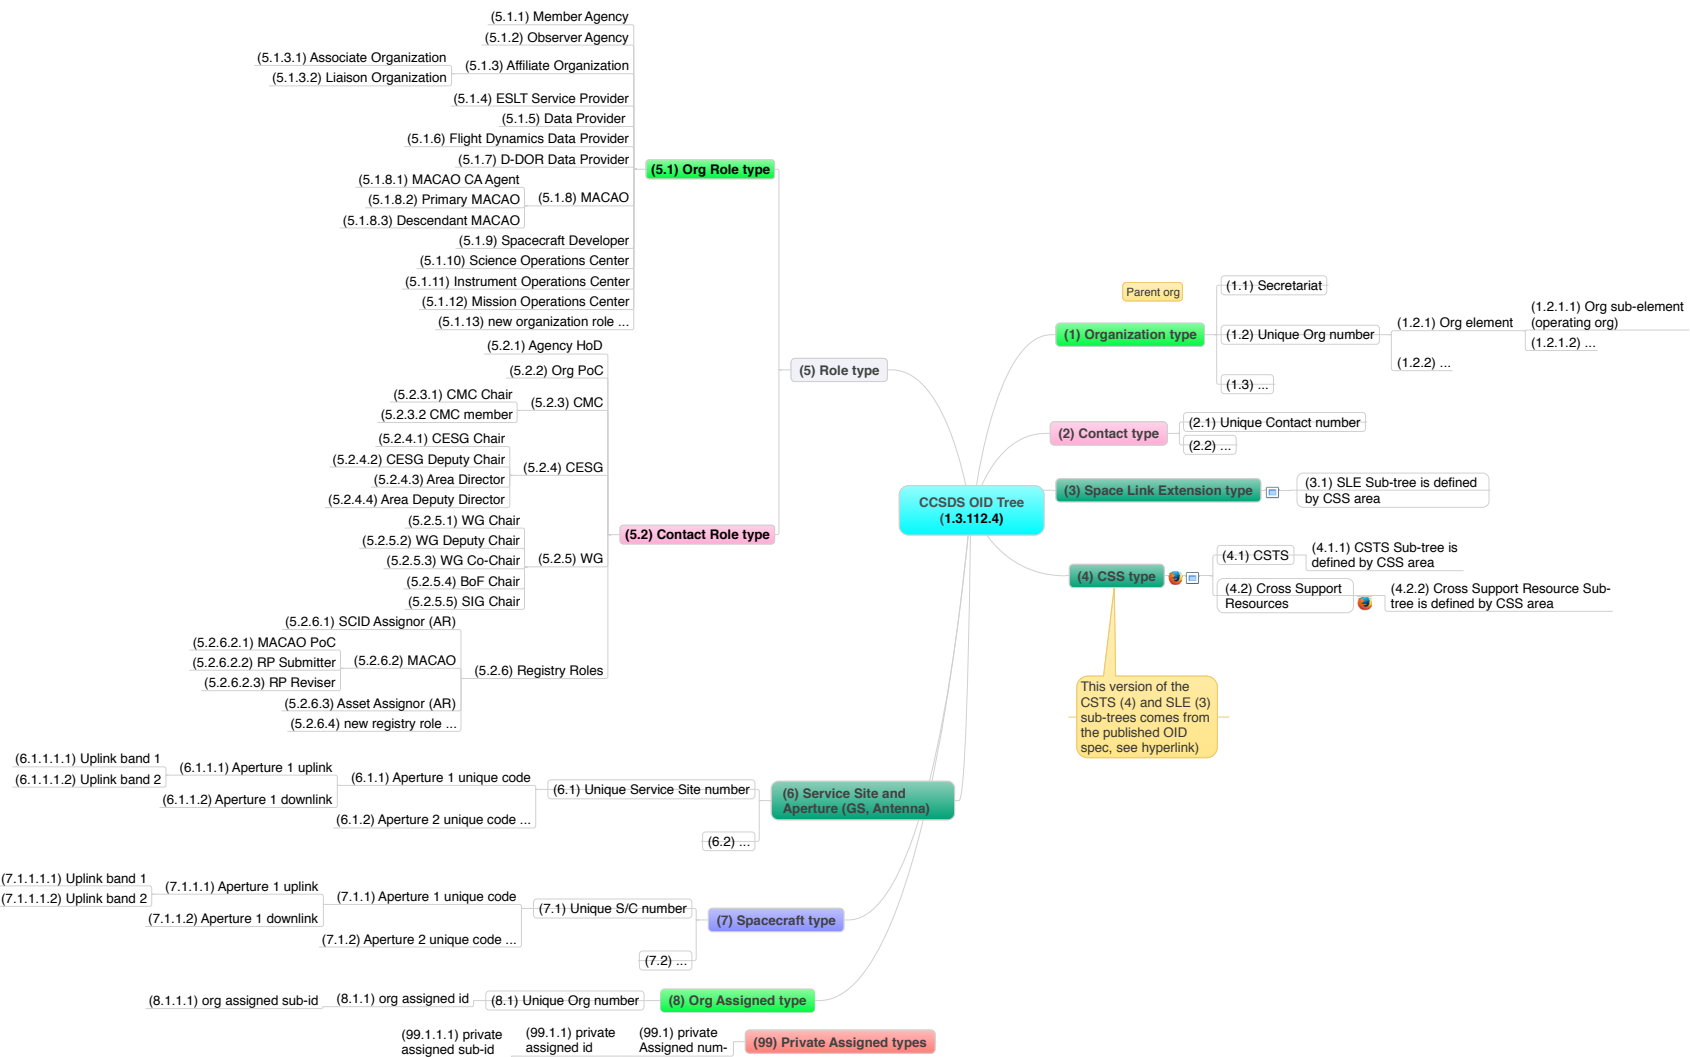 CCSDS OID Tree
(1.3.112.4)
Parent org
(1) Organization type
(1.1) Secretariat
(1.2) Unique Org number
(1.2.1) Org element
(1.2.1.1) Org sub-element
(operating org)
(1.2.1.2) ...
(1.2.2) ...
(1.3) ...
(2) Contact type
(2.1) Unique Contact number
(2.2) ...
(3) Space Link Extension type
(3.1) SLE Sub-tree is defined
by CSS area
(4) CSS type
(4.1) CSTS
(4.1.1) CSTS Sub-tree is
defined by CSS area
(4.2) Cross Support
Resources
(4.2.2) Cross Support Resource Sub-
tree is defined by CSS area
This version of the
CSTS (4) and SLE (3)
sub-trees comes from
the published OID
spec, see hyperlink)
(5) Role type
(5.1) Org Role type
(5.1.1) Member Agency
(5.1.2) Observer Agency
(5.1.3) Affiliate Organization
(5.1.3.1) Associate Organization
(5.1.3.2) Liaison Organization
(5.1.4) ESLT Service Provider
(5.1.5) Data Provider
(5.1.6) Flight Dynamics Data Provider
(5.1.7) D-DOR Data Provider
(5.1.8) MACAO
(5.1.8.1) MACAO CA Agent
(5.1.8.2) Primary MACAO
(5.1.8.3) Descendant MACAO
(5.1.9) Spacecraft Developer
(5.1.10) Science Operations Center
(5.1.11) Instrument Operations Center
(5.1.12) Mission Operations Center
(5.1.13) new organization role ...
(5.2) Contact Role type
(5.2.1) Agency HoD
(5.2.2) Org PoC
(5.2.3) CMC
(5.2.3.1) CMC Chair
(5.2.3.2 CMC member
(5.2.4) CESG
(5.2.4.1) CESG Chair
(5.2.4.2) CESG Deputy Chair
(5.2.4.3) Area Director
(5.2.4.4) Area Deputy Director
(5.2.5) WG
(5.2.5.1) WG Chair
(5.2.5.2) WG Deputy Chair
(5.2.5.3) WG Co-Chair
(5.2.5.4) BoF Chair
(5.2.5.5) SIG Chair
(5.2.6) Registry Roles
(5.2.6.1) SCID Assignor (AR)
(5.2.6.2) MACAO
(5.2.6.2.1) MACAO PoC
(5.2.6.2.2) RP Submitter
(5.2.6.2.3) RP Reviser
(5.2.6.3) Asset Assignor (AR)
(5.2.6.4) new registry role ...
(6) Service Site and
Aperture (GS, Antenna)
(6.1) Unique Service Site number
(6.1.1) Aperture 1 unique code
(6.1.1.1) Aperture 1 uplink
(6.1.1.1.1) Uplink band 1
(6.1.1.1.2) Uplink band 2
(6.1.1.2) Aperture 1 downlink
(6.1.2) Aperture 2 unique code ...
(6.2) ...
(7) Spacecraft type
(7.1) Unique S/C number
(7.1.1) Aperture 1 unique code
(7.1.1.1) Aperture 1 uplink
(7.1.1.1.1) Uplink band 1
(7.1.1.1.2) Uplink band 2
(7.1.1.2) Aperture 1 downlink
(7.1.2) Aperture 2 unique code ...
(7.2) ...
(8) Org Assigned type
(8.1) Unique Org number
(8.1.1) org assigned id
(8.1.1.1) org assigned sub-id
(99) Private Assigned types
(99.1) private
Assigned num-
(99.1.1) private
assigned id
(99.1.1.1) private
assigned sub-id